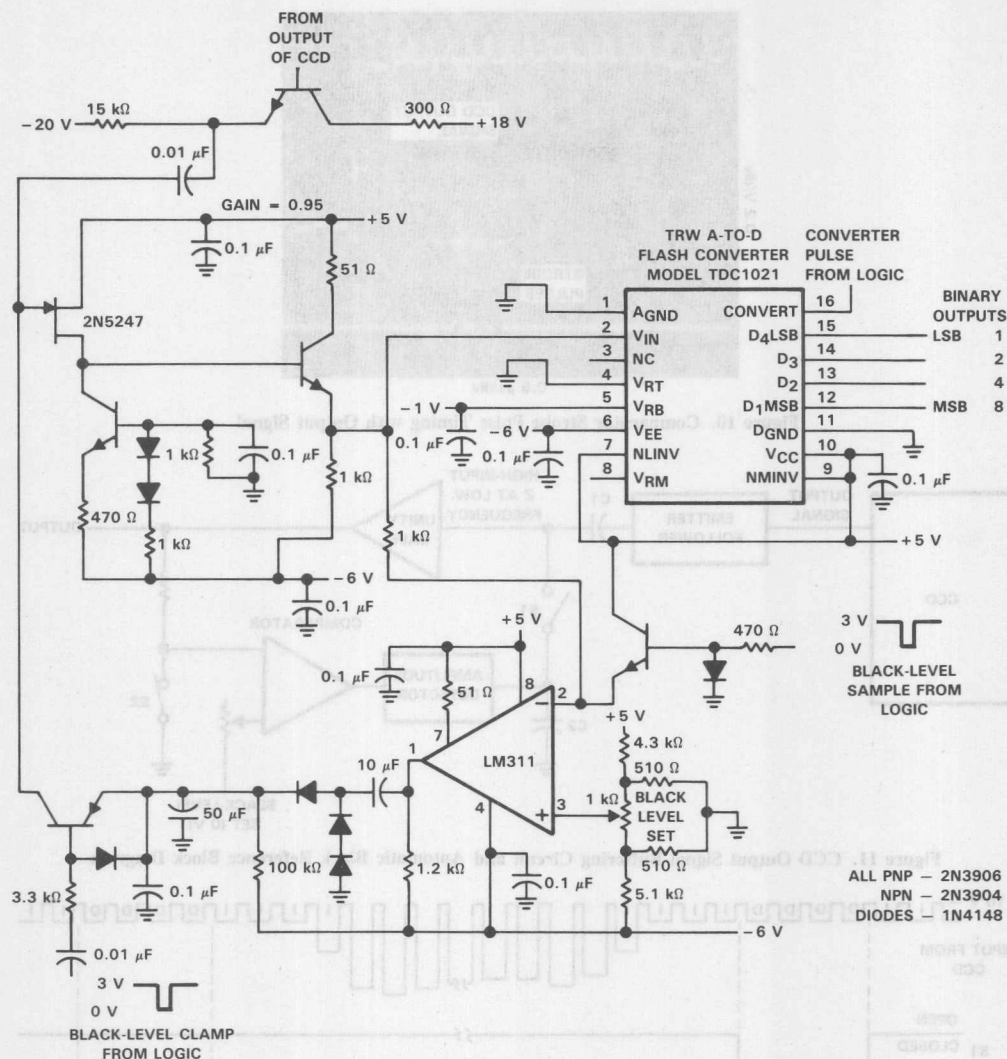 FROM
OUTPUT
OF CCD
15 kΩ
−20 V
300 Ω
+18 V
0.01 μF
GAIN = 0.95
+5 V
0.1 μF
51 Ω
2N5247
1 kΩ
0.1 μF
1 kΩ
470 Ω
1 kΩ
1 kΩ
−6 V
0.1 μF
TRW A-TO-D
FLASH CONVERTER
MODEL TDC1021
CONVERTER
PULSE
FROM LOGIC
BINARY
OUTPUTS
1 AGND CONVERT 16
2 VIN D4LSB 15 LSB 1
3 NC D3 14 2
4 VRT D2 13 4
−1 V 5 VRB D1MSB 12 MSB 8
0.1 μF
−6 V 6 VEE DGND 11
0.1 μF
7 NLINV VCC 10
8 VRM NMINV 9
0.1 μF
+5 V
470 Ω
3 V
0 V
BLACK-LEVEL
SAMPLE FROM
LOGIC
+5 V
0.1 μF
51 Ω
8
2
−
7
1
LM311
4
+
3
10 μF
+5 V
4.3 kΩ
510 Ω
1 kΩ
BLACK
LEVEL
SET
510 Ω
5.1 kΩ
50 μF
100 kΩ
1.2 kΩ
0.1 μF
−6 V
3.3 kΩ
0.1 μF
0.01 μF
3 V
0 V
BLACK-LEVEL CLAMP
FROM LOGIC
ALL PNP − 2N3906
NPN − 2N3904
DIODES − 1N4148